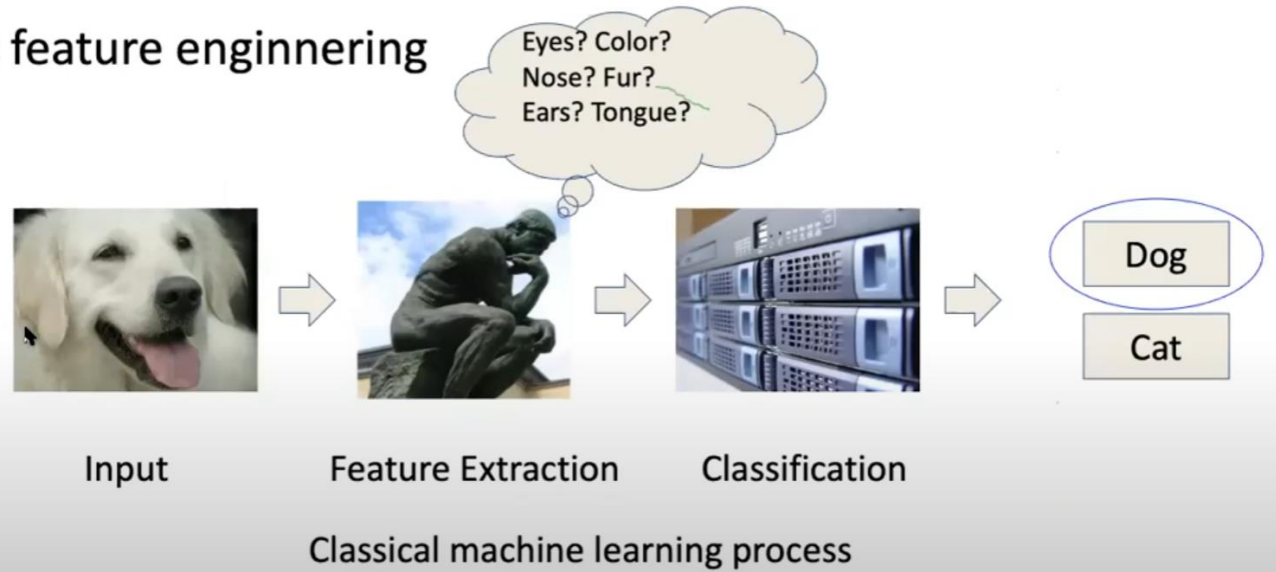 feature enginnering
Eyes? Color?
Nose? Fur?
Ears? Tongue?
Dog
Cat
Input
Feature Extraction
Classification
Classical machine learning process